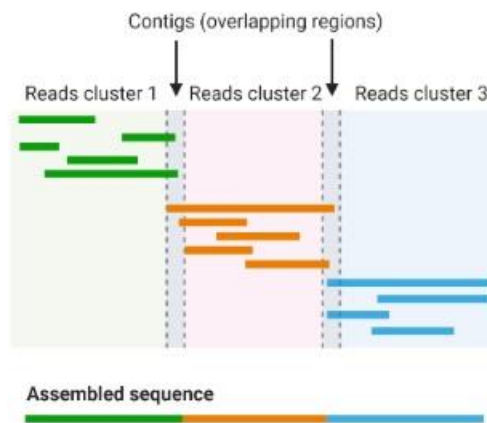 Contigs (overlapping regions)
Reads cluster 1 Reads cluster 2 Reads cluster 3
Assembled sequence